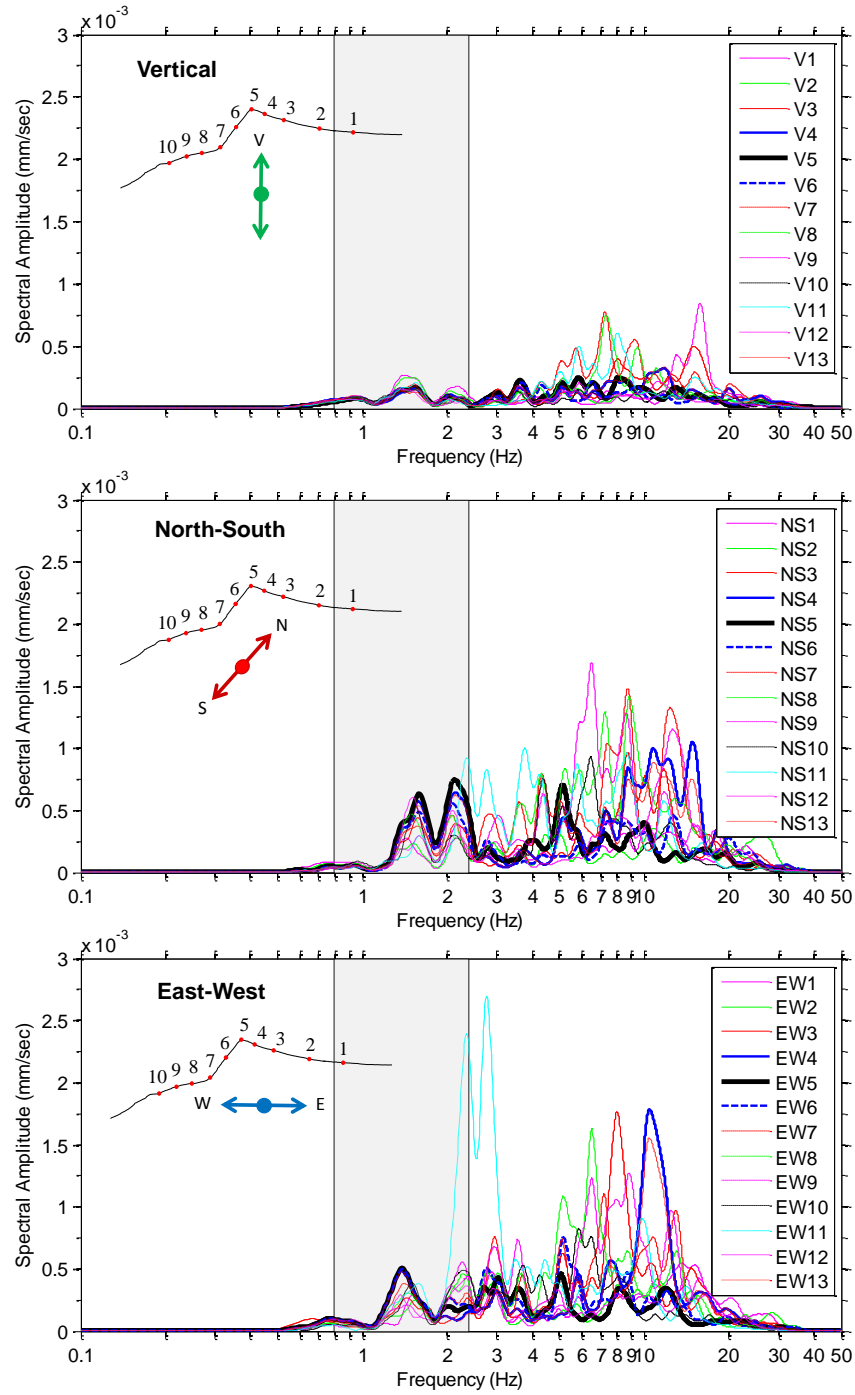 x 10-3
3
2.5
2
1.5
1
0.5
0
Spectral Amplitude (mm/sec)
Vertical
10 9 8 7 6 5 4 3 2 1
V
V1
V2
V3
V4
V5
V6
V7
V8
V9
V10
V11
V12
V13
0.1 1 2 3 4 5 6 7 8 9 10 20 30 40 50
Frequency (Hz)
x 10-3
3
2.5
2
1.5
1
0.5
0
Spectral Amplitude (mm/sec)
North-South
10 9 8 7 6 5 4 3 2 1
N
S
NS1
NS2
NS3
NS4
NS5
NS6
NS7
NS8
NS9
NS10
NS11
NS12
NS13
0.1 1 2 3 4 5 6 7 8 9 10 20 30 40 50
Frequency (Hz)
x 10-3
3
2.5
2
1.5
1
0.5
0
Spectral Amplitude (mm/sec)
East-West
10 9 8 7 6 5 4 3 2 1
W E
EW1
EW2
EW3
EW4
EW5
EW6
EW7
EW8
EW9
EW10
EW11
EW12
EW13
0.1 1 2 3 4 5 6 7 8 9 10 20 30 40 50
Frequency (Hz)